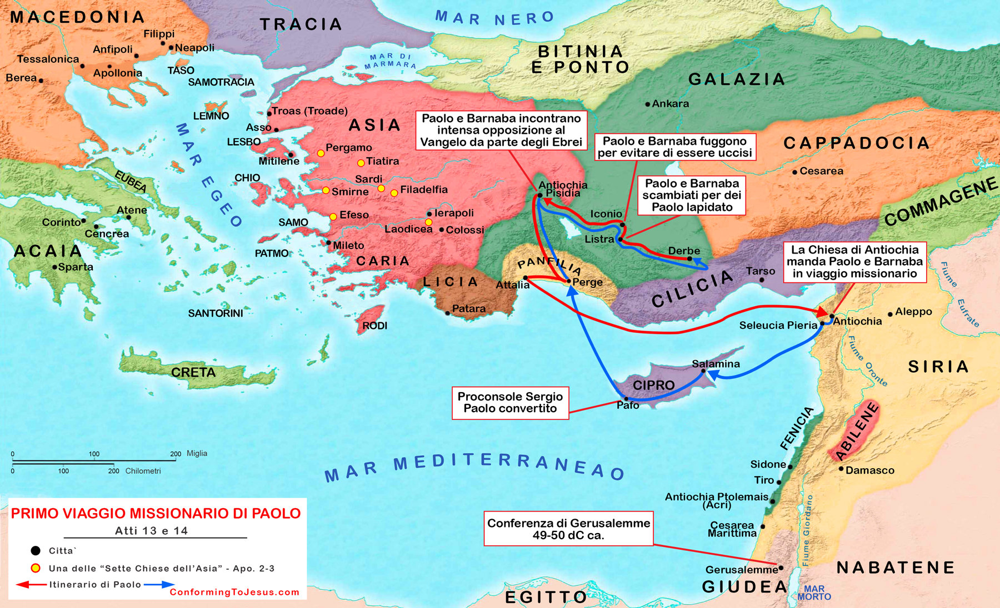 MACEDONIA
TRACIA
MAR NERO
Filippi
Neapoli
Anfipoli
Tessalonica
Apollonia
Berea
TASO
SAMOTRACIA
MAR DI
MARMARA
BITINIA
E PONTO
GALAZIA
Ankara
LEMNO
Troas (Troade)
Asso
ASIA
LESBO
Mitilene
Pergamo
Tiatira
MAR EGEO
Paolo e Barnaba incontrano
intensa opposizione al
Vangelo da parte degli Ebrei
Paolo e Barnaba fuggono
per evitare di essere uccisi
CAPPADOCIA
Cesarea
EUBEA
CHIO
Sardi
Smirne
Filadelfia
Antiochia
Pisidia
Paolo e Barnaba
scambiati per dei
Paolo lapidato
COMMAGENE
Atene
Corinto
Cencrea
SAMO
Efeso
Ierapoli
Laodicea
Colossi
Iconio
Listra
Derbe
ACAIA
Sparta
PATMO
Mileto
CARIA
LICIA
PANFILIA
Attalia
Perge
CILICIA
Tarso
La Chiesa di Antiochia
manda Paolo e Barnaba
in viaggio missionario
Fiume
Eufrate
SANTORINI
RODI
Patara
Seleucia Pieria
Antiochia
Aleppo
Fiume Oronte
SIRIA
CRETA
Salamina
CIPRO
Pafo
Proconsole Sergio
Paolo convertito
FENICIA
ABILENE
0 100 200 Miglia
0 100 200 Chilometri
MAR MEDITERRANEAO
Sidone
Tiro
Damasco
Antiochia Ptolemais
(Acri)
Cesarea
Marittima
Fiume Giordano
Conferenza di Gerusalemme
49-50 dC ca.
Gerusalemme
GIUDEA
MAR
MORTO
NABATENE
EGITTO
PRIMO VIAGGIO MISSIONARIO DI PAOLO
Atti 13 e 14
Citta`
Una delle “Sette Chiese dell’Asia” - Apo. 2-3
Itinerario di Paolo
ConformingToJesus.com